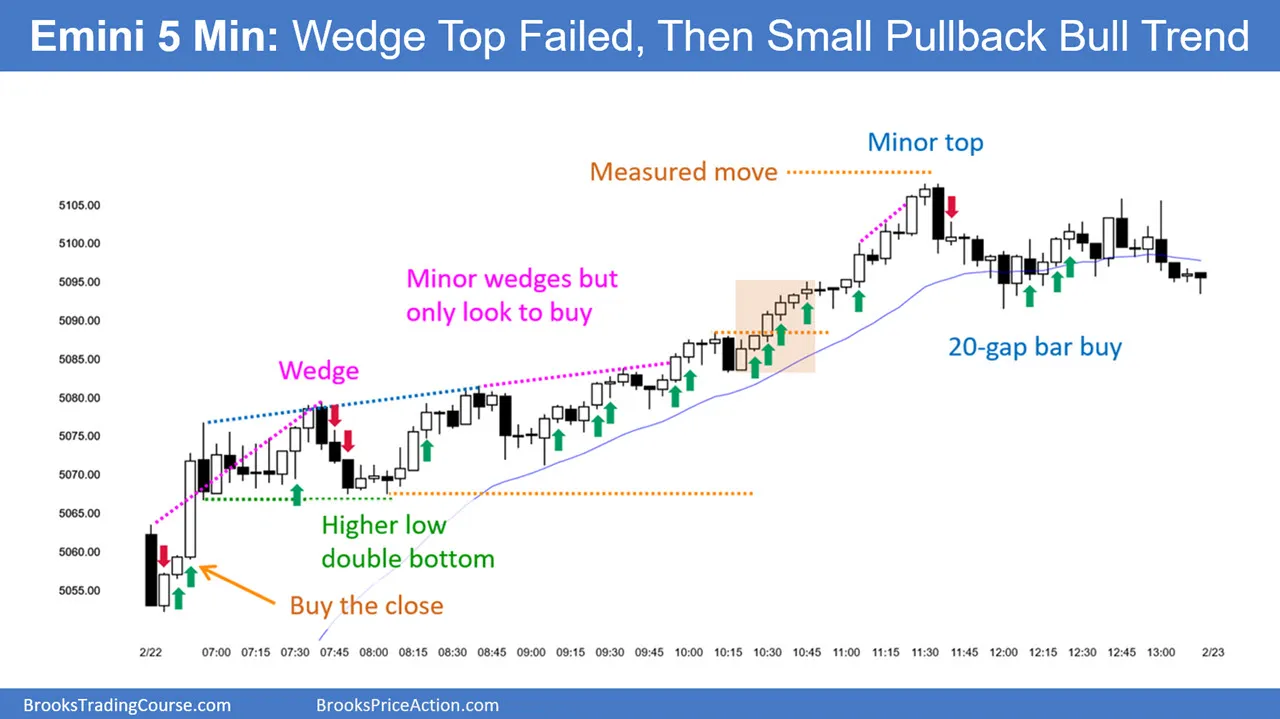 Emini 5 Min: Wedge Top Failed, Then Small Pullback Bull Trend
Minor top
Measured move
5105.00
5100.00
5095.00
5090.00
5085.00
5080.00
5075.00
5070.00
5065.00
5060.00
5055.00
Minor wedges but
only look to buy
Wedge
20-gap bar buy
Higher low
double bottom
Buy the close
2/22 07:00 07:15 07:30 07:45 08:00 08:15 08:30 08:45 09:00 09:15 09:30 09:45 10:00 10:15 10:30 10:45 11:00 11:15 11:30 11:45 12:00 12:15 12:30 12:45 13:00 2/23
BrooksTradingCourse.com BrooksPriceAction.com